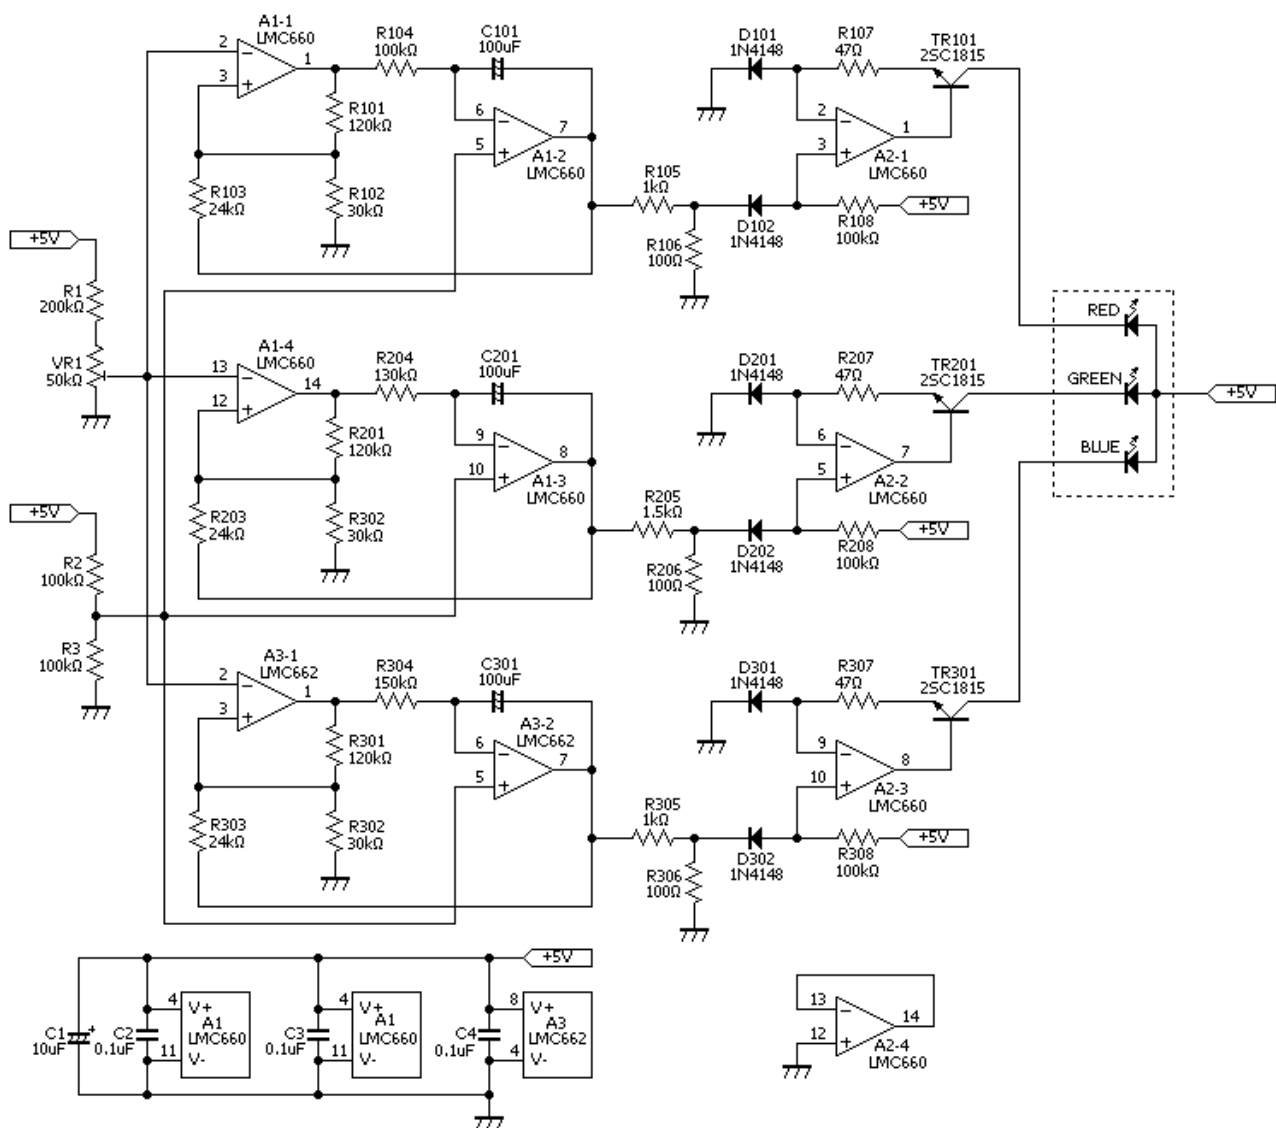 A1-1
LMC660
2
3
1
R104
100kΩ
C101
100uF
R101
120kΩ
6
5
7
A1-2
LMC660
R103
24kΩ
R102
30kΩ
D101
1N4148
R107
47Ω
TR101
2SC1815
2
3
1
A2-1
LMC660
R105
1kΩ
R106
100Ω
D102
1N4148
R108
100kΩ
+5V
+5V
R1
200kΩ
VR1
50kΩ
A1-4
LMC660
13
12
14
R204
130kΩ
C201
100uF
R201
120kΩ
9
10
8
A1-3
LMC660
R203
24kΩ
R302
30kΩ
D201
1N4148
R207
47Ω
TR201
2SC1815
6
5
7
A2-2
LMC660
R205
1.5kΩ
R206
100Ω
D202
1N4148
R208
100kΩ
+5V
RED
GREEN
BLUE
+5V
+5V
R2
100kΩ
R3
100kΩ
A3-1
LMC662
2
3
1
R304
150kΩ
C301
100uF
R301
120kΩ
6
5
7
A3-2
LMC662
R303
24kΩ
R302
30kΩ
D301
1N4148
R307
47Ω
TR301
2SC1815
9
10
8
A2-3
LMC660
R305
1kΩ
R306
100Ω
D302
1N4148
R308
100kΩ
+5V
+5V
C1
10uF
+
C2
0.1uF
4
11
V+
A1
LMC660
V-
C3
0.1uF
4
11
V+
A1
LMC660
V-
C4
0.1uF
8
4
V+
A3
LMC662
V-
13
12
14
A2-4
LMC660